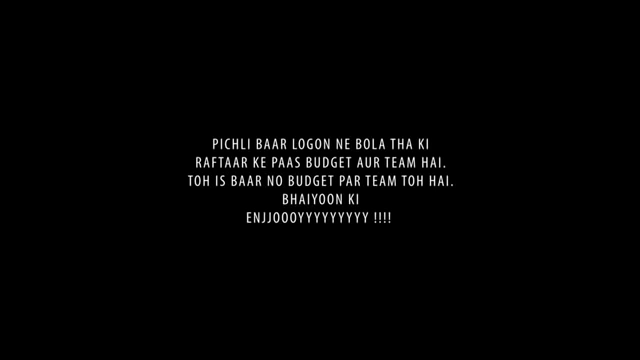 PICHLI BAAR LOGON NE BOLA THA KI
RAFTAAR KE PAAS BUDGET AUR TEAM HAI.
TOH IS BAAR NO BUDGET PAR TEAM TOH HAI.
BHAIYOON KI
ENJJOOOYYYYYYYYY !!!!